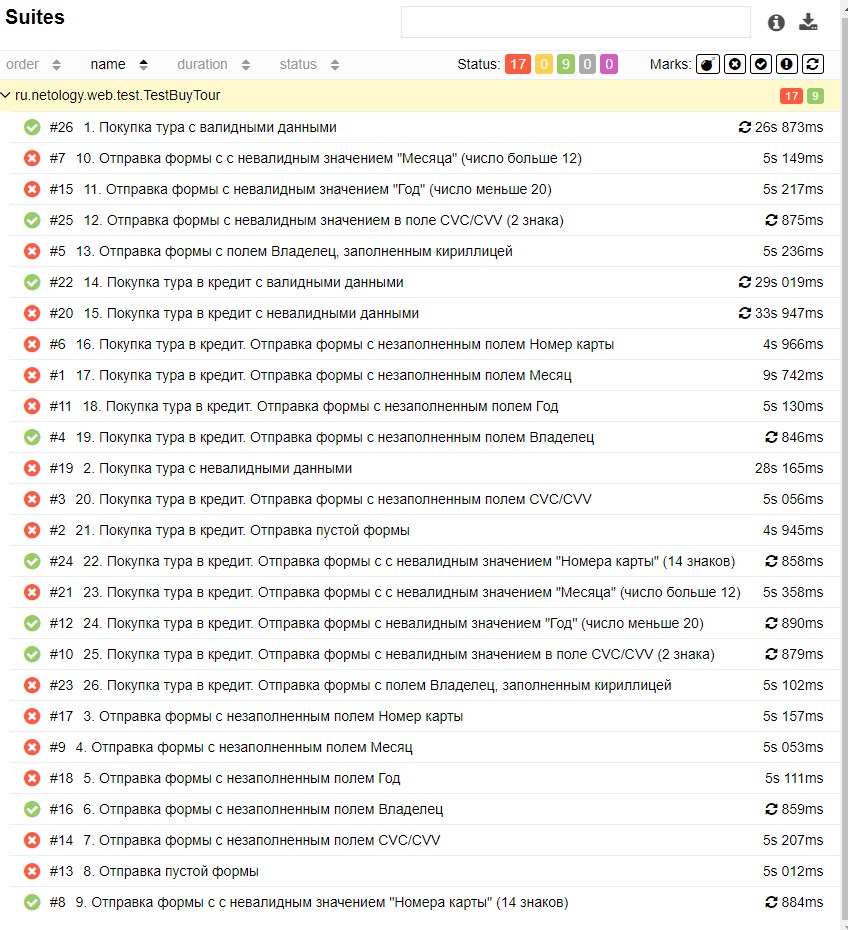 Suites
order name duration status Status: 17 0 9 0 0 Marks:
ru.netology.web.test.TestBuyTour 17 9
#26 1. Покупка тура с валидными данными 26s 873ms
#7 10. Отправка формы с с невалидным значением "Месяца" (число больше 12) 5s 149ms
#15 11. Отправка формы с невалидным значением "Год" (число меньше 20) 5s 217ms
#25 12. Отправка формы с невалидным значением в поле CVC/CVV (2 знака) 875ms
#5 13. Отправка формы с полем Владелец, заполненным кириллицей 5s 236ms
#22 14. Покупка тура в кредит с валидными данными 29s 019ms
#20 15. Покупка тура в кредит с невалидными данными 33s 947ms
#6 16. Покупка тура в кредит. Отправка формы с незаполненным полем Номер карты 4s 966ms
#1 17. Покупка тура в кредит. Отправка формы с незаполненным полем Месяц 9s 742ms
#11 18. Покупка тура в кредит. Отправка формы с незаполненным полем Год 5s 130ms
#4 19. Покупка тура в кредит. Отправка формы с незаполненным полем Владелец 846ms
#19 2. Покупка тура с невалидными данными 28s 165ms
#3 20. Покупка тура в кредит. Отправка формы с незаполненным полем CVC/CVV 5s 056ms
#2 21. Покупка тура в кредит. Отправка пустой формы 4s 945ms
#24 22. Покупка тура в кредит. Отправка формы с с невалидным значением "Номера карты" (14 знаков) 858ms
#21 23. Покупка тура в кредит. Отправка формы с с невалидным значением "Месяца" (число больше 12) 5s 358ms
#12 24. Покупка тура в кредит. Отправка формы с невалидным значением "Год" (число меньше 20) 890ms
#10 25. Покупка тура в кредит. Отправка формы с невалидным значением в поле CVC/CVV (2 знака) 879ms
#23 26. Покупка тура в кредит. Отправка формы с полем Владелец, заполненным кириллицей 5s 102ms
#17 3. Отправка формы с незаполненным полем Номер карты 5s 157ms
#9 4. Отправка формы с незаполненным полем Месяц 5s 053ms
#18 5. Отправка формы с незаполненным полем Год 5s 111ms
#16 6. Отправка формы с незаполненным полем Владелец 859ms
#14 7. Отправка формы с незаполненным полем CVC/CVV 5s 207ms
#13 8. Отправка пустой формы 5s 012ms
#8 9. Отправка формы с с невалидным значением "Номера карты" (14 знаков) 884ms